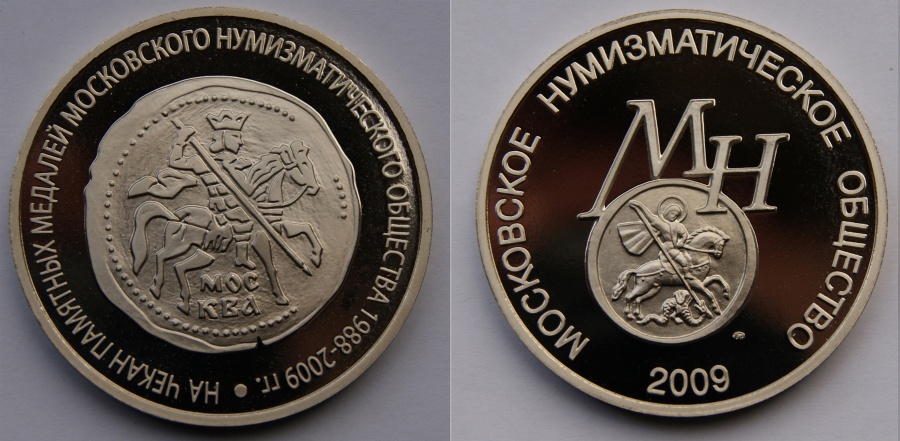 НА ЧЕКАН ПАМЯТНЫХ МЕДАЛЕЙ МОСКОВСКОГО НУМИЗМАТИЧЕСКОГО ОБЩЕСТВА 1988-2009 гг. •
МОС
КВА
МОСКОВСКОЕ НУМИЗМАТИЧЕСКОЕ ОБЩЕСТВО
МН
2009